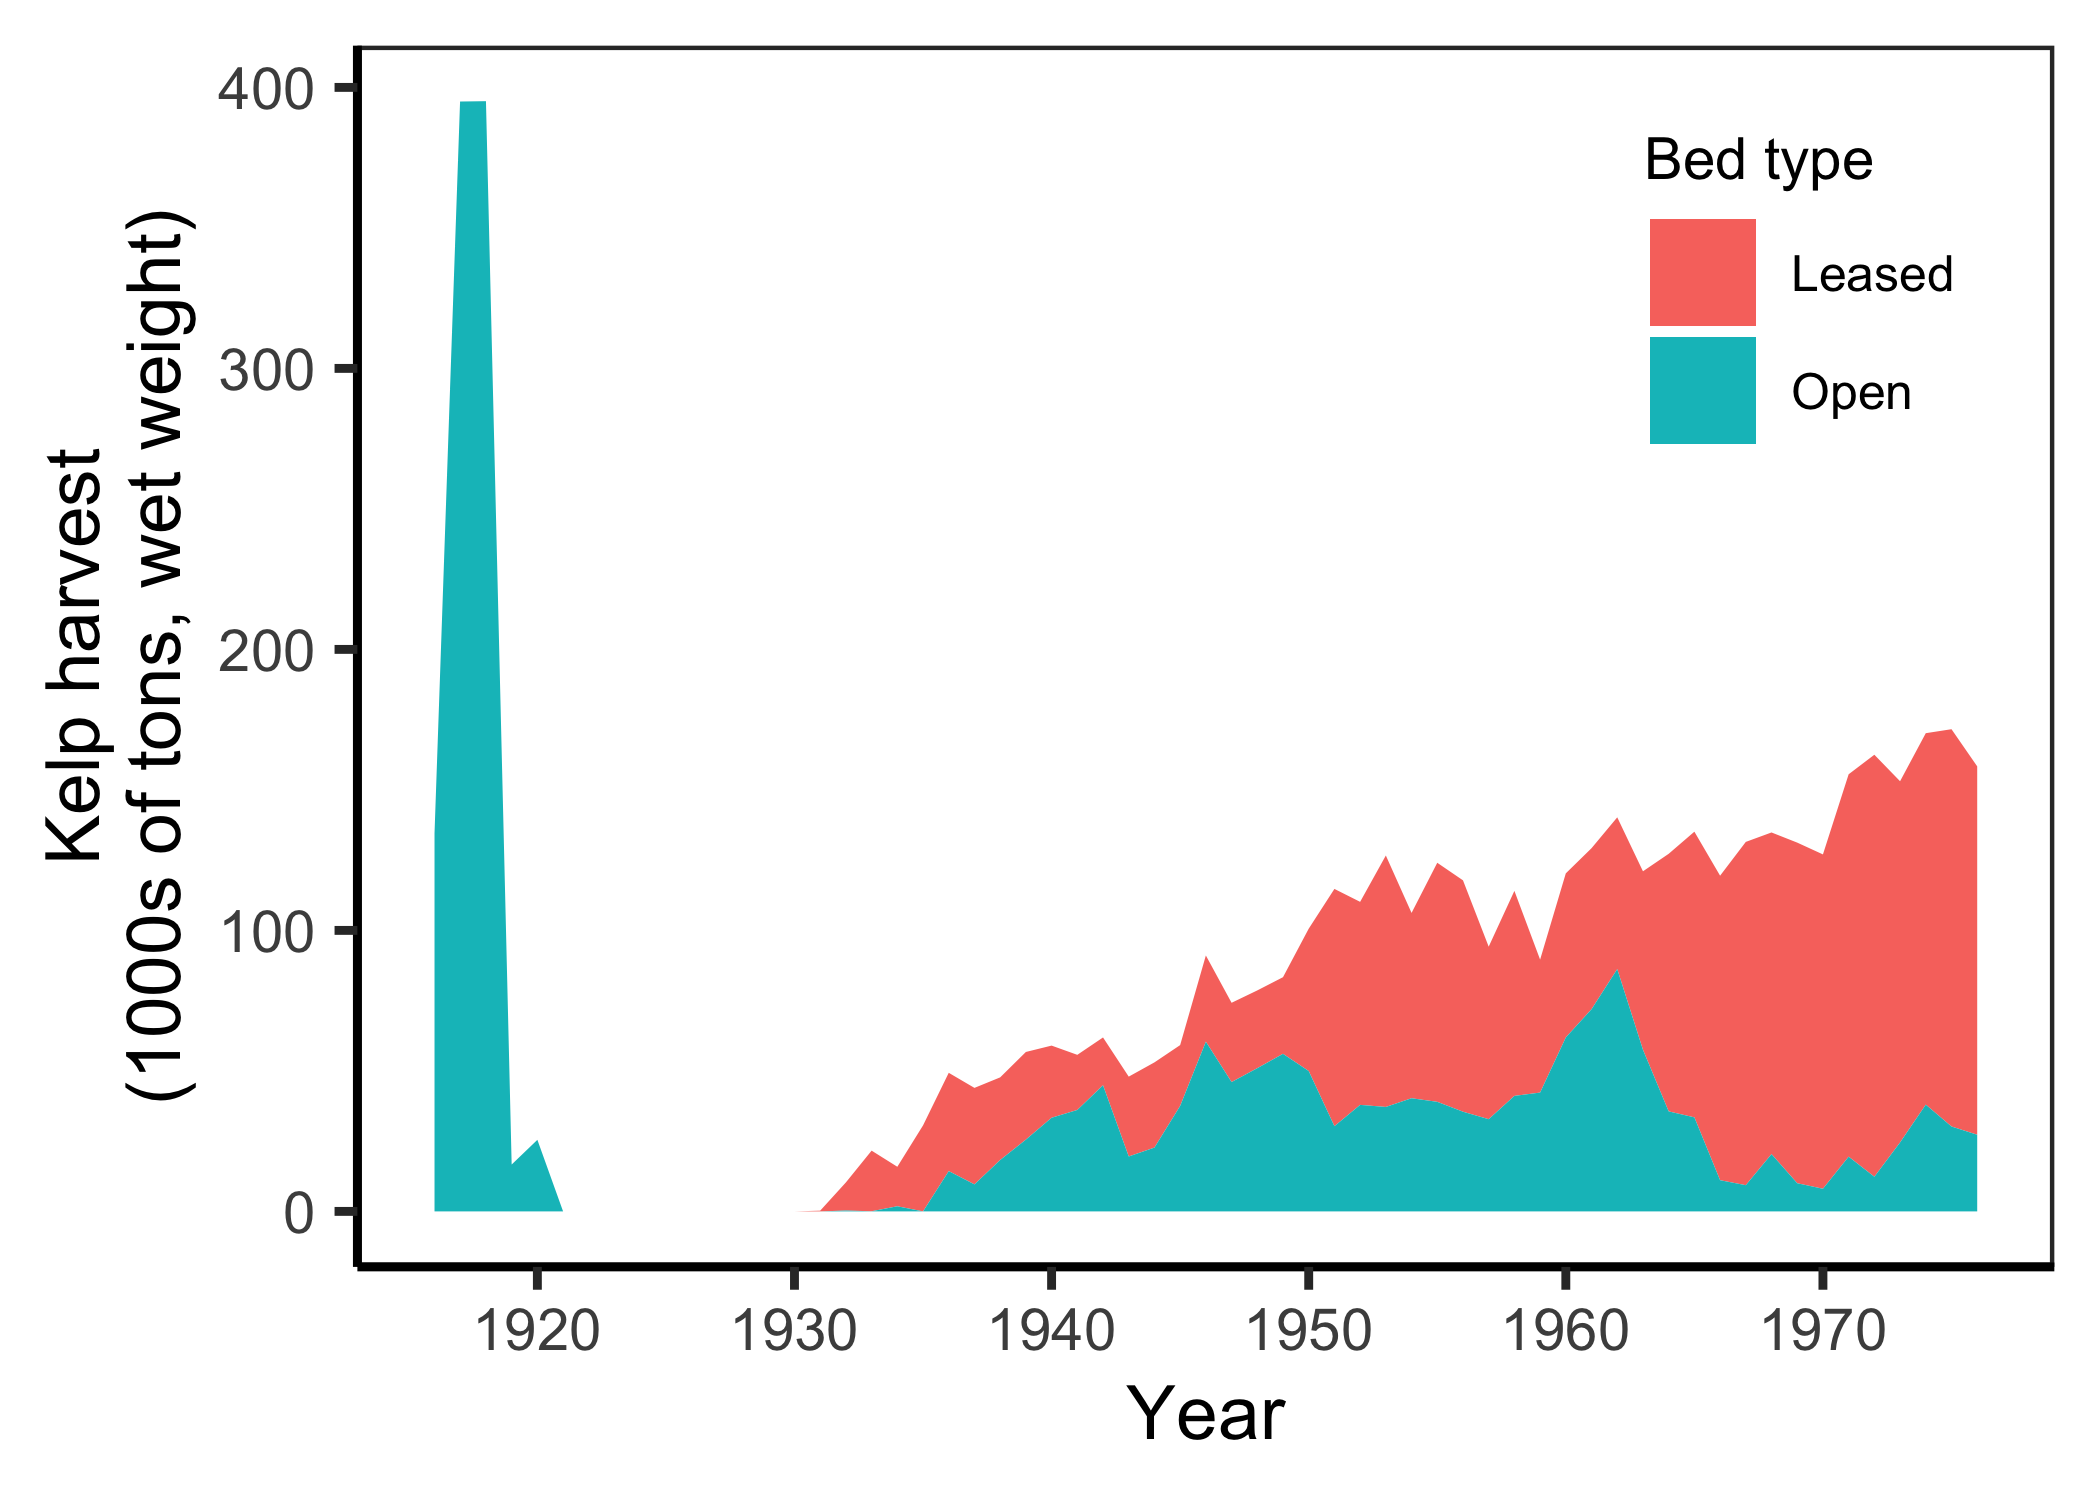 Kelp harvest
(1000s of tons, wet weight)
400
300
200
100
0
Bed type
Leased
Open
1920 1930 1940 1950 1960 1970
Year